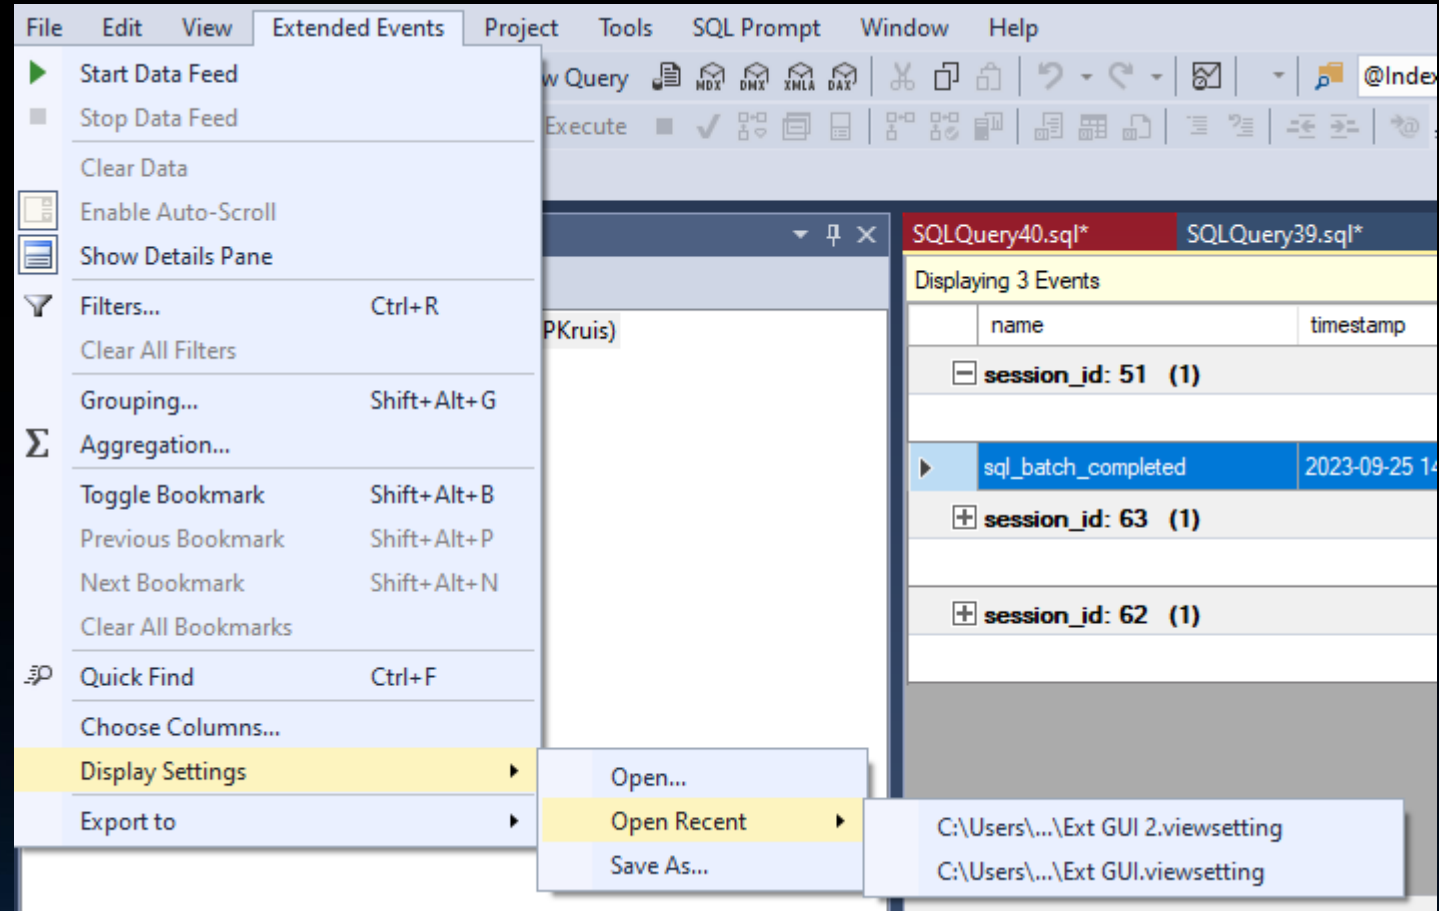 File Edit View Extended Events Project Tools SQL Prompt Window Help
Start Data Feed
Stop Data Feed
Clear Data
Enable Auto-Scroll
Show Details Pane
Filters... Ctrl+R
Clear All Filters
Grouping... Shift+Alt+G
Aggregation...
Toggle Bookmark Shift+Alt+B
Previous Bookmark Shift+Alt+P
Next Bookmark Shift+Alt+N
Clear All Bookmarks
Quick Find Ctrl+F
Choose Columns...
Display Settings
Export to
Open...
Open Recent
Save As...
C:\Users\...\Ext GUI 2.viewsetting
C:\Users\...\Ext GUI.viewsetting
w Query MDX DMX XMLA DAX @Index
Execute
PKruis)
SQLQuery40.sql* SQLQuery39.sql*
Displaying 3 Events
name timestamp
session_id: 51 (1)
sql_batch_completed 2023-09-25 14
session_id: 63 (1)
session_id: 62 (1)